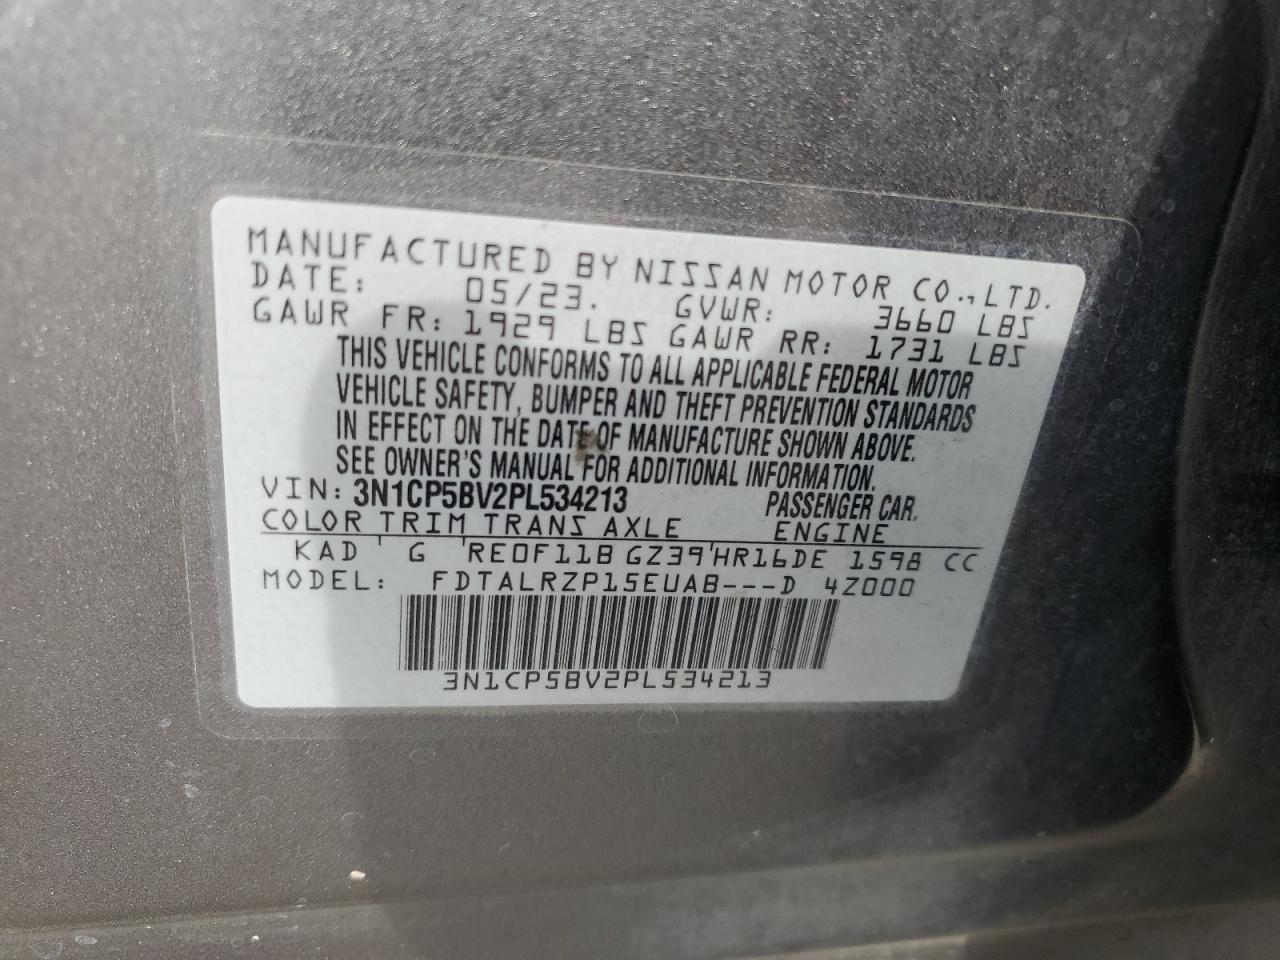 MANUFACTURED BY NISSAN MOTOR CO.,LTD.
DATE: 05/23. GVWR: 3660 LBS
GAWR FR: 1929 LBS GAWR RR: 1731 LBS
THIS VEHICLE CONFORMS TO ALL APPLICABLE FEDERAL MOTOR
VEHICLE SAFETY, BUMPER AND THEFT PREVENTION STANDARDS
IN EFFECT ON THE DATE OF MANUFACTURE SHOWN ABOVE.
SEE OWNER'S MANUAL FOR ADDITIONAL INFORMATION.
VIN: 3N1CP5BV2PL534213 PASSENGER CAR.
COLOR TRIM TRANS AXLE ENGINE
KAD G RE0F11B GZ39 HR16DE 1598 CC
MODEL: FDTALRZP15EUAB---D 4Z000
3N1CP5BV2PL534213